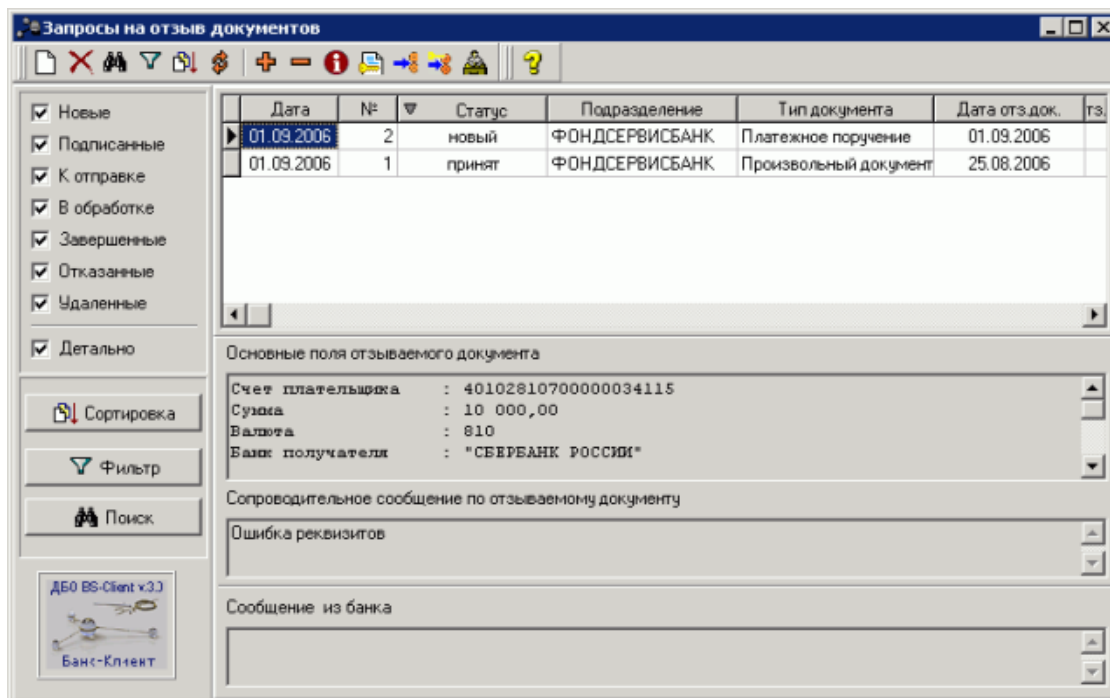 Запросы на отзыв документов
Новые
Подписанные
К отправке
В обработке
Завершенные
Отказанные
Удаленные
Детально
Сортировка
Фильтр
Поиск
ДБО BS-Client v.3.0
Банк-Клиент
Дата № Статус Подразделение Тип документа Дата отз.док. тз.
01.09.2006 2 новый ФОНДСЕРВИСБАНК Платежное поручение 01.09.2006
01.09.2006 1 принят ФОНДСЕРВИСБАНК Произвольный документ 25.08.2006
Основные поля отзываемого документа
Счет плательщика : 40102810700000034115
Сумма : 10 000,00
Валюта : 810
Банк получателя : "СБЕРБАНК РОССИИ"
Сопроводительное сообщение по отзываемому документу
Ошибка реквизитов
Сообщение из банка